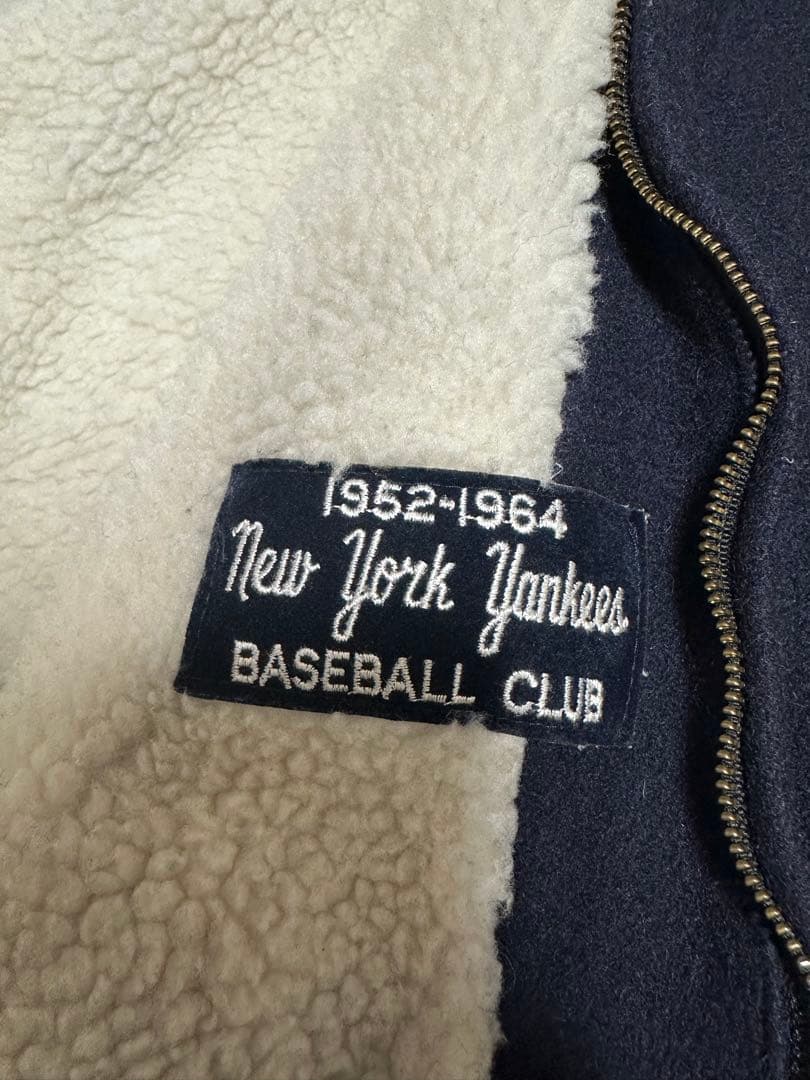 1952-1964
New York Yankees
BASEBALL CLUB